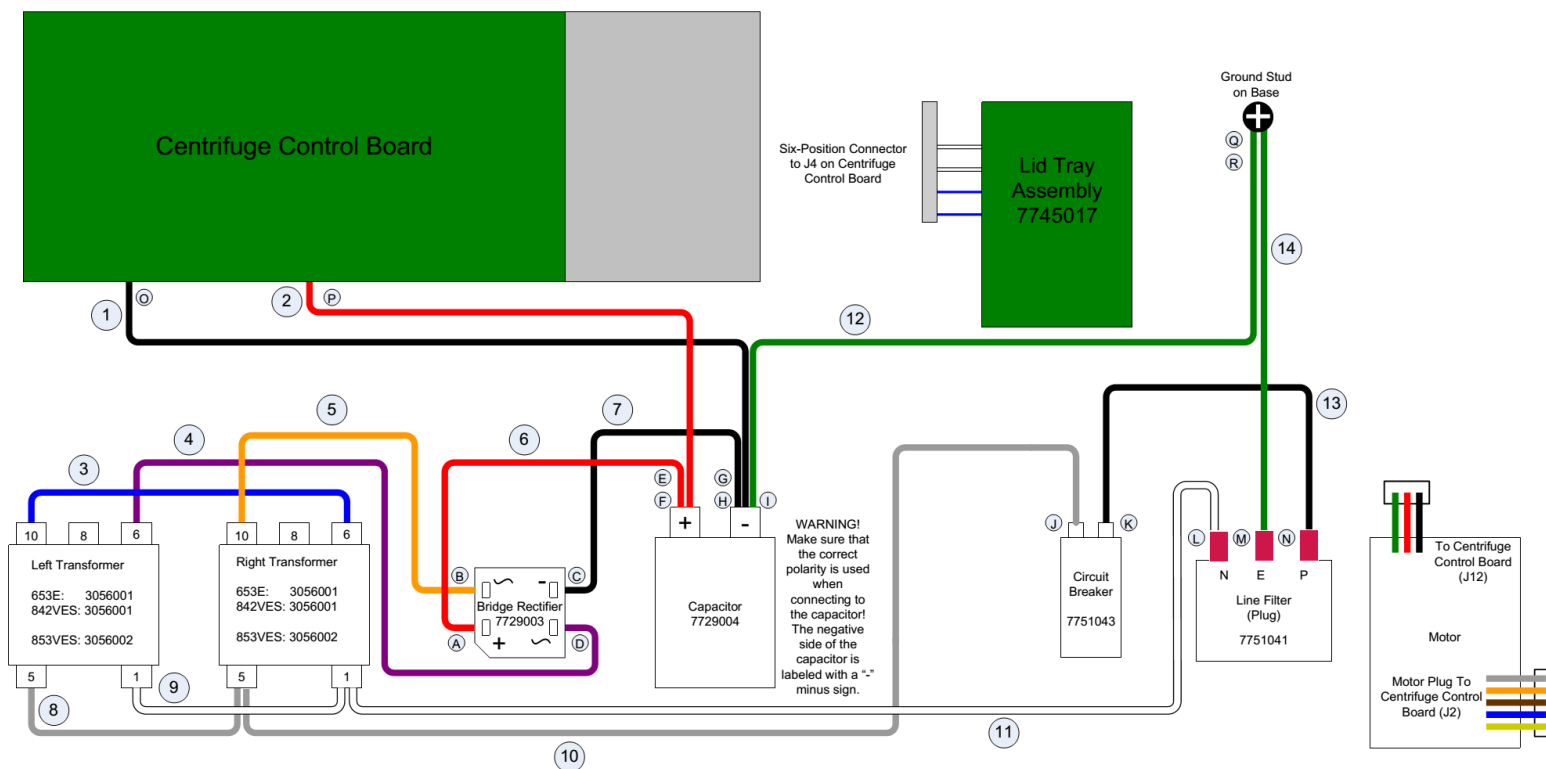 Centrifuge Control Board
Six-Position Connector
to J4 on Centrifuge
Control Board
Lid Tray
Assembly
7745017
Ground Stud
on Base
Q
R
14
1
O
2
P
12
5
4
3
6
7
13
E
F
G
H
I
+
-
J
K
L
M
N
10
8
6
Left Transformer
653E: 3056001
842VES: 3056001
853VES: 3056002
5
1
10
8
6
Right Transformer
653E: 3056001
842VES: 3056001
853VES: 3056002
5
1
B
-
C
Bridge Rectifier
7729003
A
+
D
Capacitor
7729004
WARNING!
Make sure that
the correct
polarity is used
when
connecting to
the capacitor!
The negative
side of the
capacitor is
labeled with a “-”
minus sign.
Circuit
Breaker
7751043
N
E
P
Line Filter
(Plug)
7751041
To Centrifuge
Control Board
(J12)
Motor
Motor Plug To
Centrifuge Control
Board (J2)
8
9
10
11